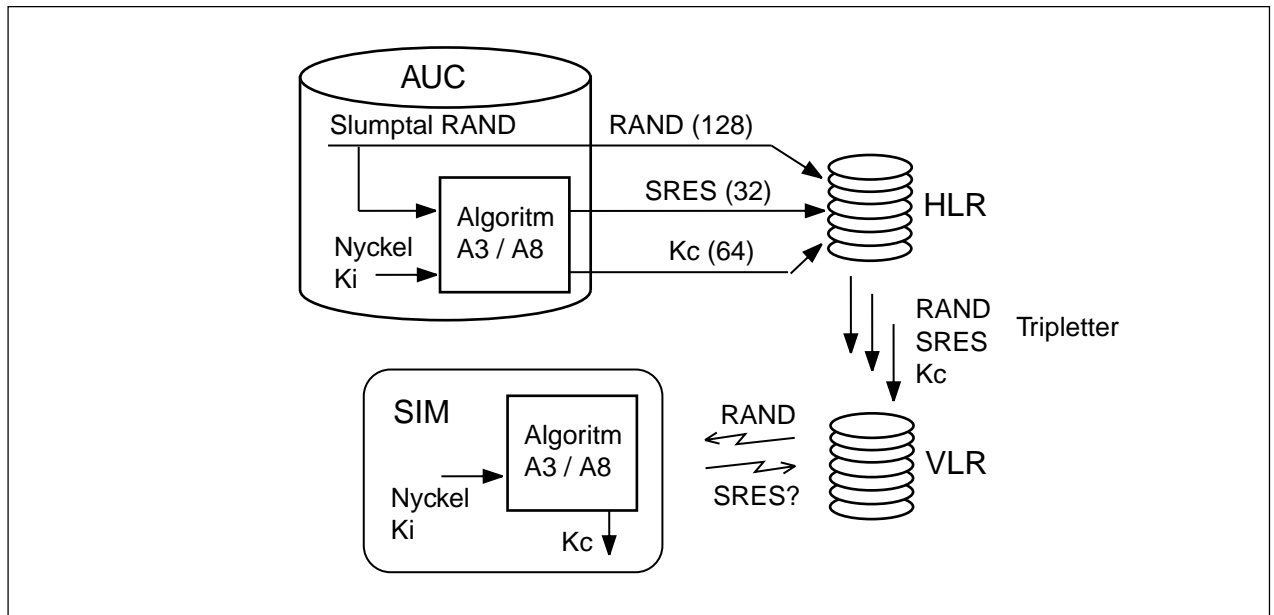 AUC
Slumptal RAND
RAND (128)
SRES (32)
Algoritm
A3 / A8
HLR
Nyckel
Ki
Kc (64)
RAND
SRES
Kc
Tripletter
SIM
Algoritm
A3 / A8
Nyckel
Ki
Kc
RAND
SRES?
VLR